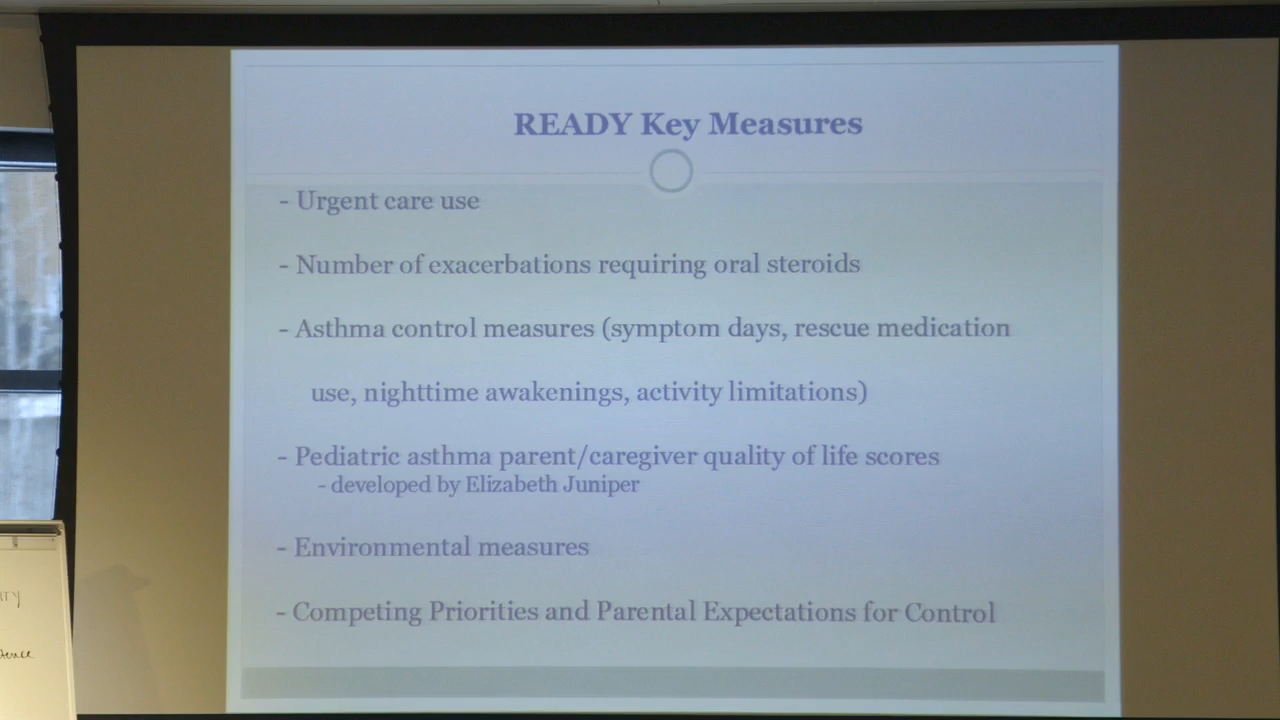 READY Key Measures
- Urgent care use
- Number of exacerbations requiring oral steroids
- Asthma control measures (symptom days, rescue medication
use, nighttime awakenings, activity limitations)
- Pediatric asthma parent/caregiver quality of life scores
- developed by Elizabeth Juniper
- Environmental measures
- Competing Priorities and Parental Expectations for Control